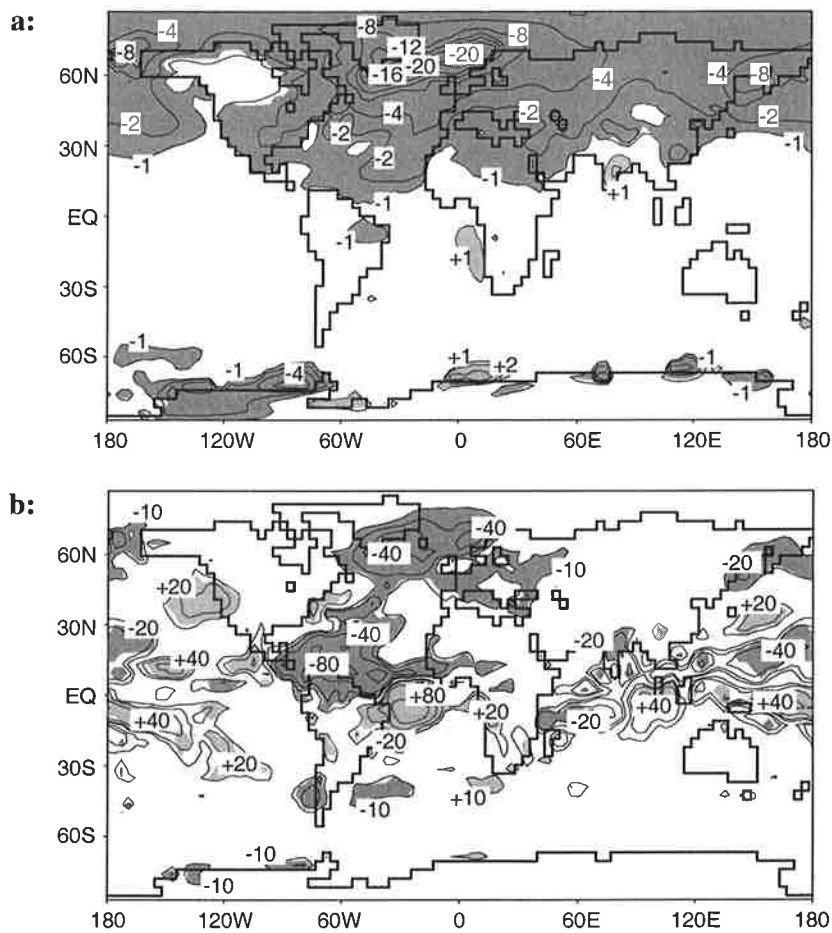 a:
-4 -8 -12 -20 -8
-8 -20 -4 -8
60N -16 -4
-2 -4 -2 -2
-2
30N -2
-1 -1 -1 -1
+1
EQ -1
-1 +1
30S
60S -1 -1 +1 -1
-4 +2
-1
180 120W 60W 0 60E 120E 180
b:
-10 -40
60N -40 -10 -20
+20 +20
30N -20 -40 -20 -40
+40 -80
EQ +80
+40 +20 -20 +40 +40
-20
30S +20
-10 +10
60S
-10
-10
180 120W 60W 0 60E 120E 180